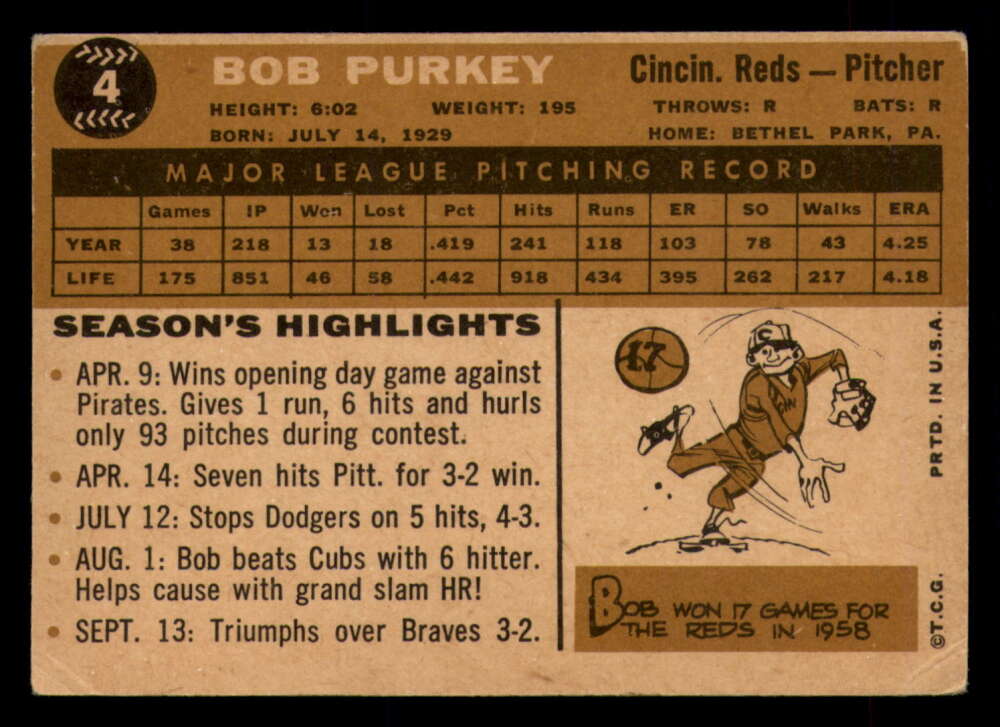 4
BOB PURKEY
Cincin. Reds — Pitcher
HEIGHT: 6:02 WEIGHT: 195 THROWS: R BATS: R
BORN: JULY 14, 1929 HOME: BETHEL PARK, PA.
MAJOR LEAGUE PITCHING RECORD
Games IP Won Lost Pct Hits Runs ER SO Walks ERA
YEAR 38 218 13 18 .419 241 118 103 78 43 4.25
LIFE 175 851 46 58 .442 918 434 395 262 217 4.18
SEASON'S HIGHLIGHTS
• APR. 9: Wins opening day game against
Pirates. Gives 1 run, 6 hits and hurls
only 93 pitches during contest.
• APR. 14: Seven hits Pitt. for 3-2 win.
• JULY 12: Stops Dodgers on 5 hits, 4-3.
• AUG. 1: Bob beats Cubs with 6 hitter.
Helps cause with grand slam HR!
• SEPT. 13: Triumphs over Braves 3-2.
17
C
CIN
BOB WON 17 GAMES FOR
THE REDS IN 1958
PRTD. IN U.S.A.
©T.C.G.